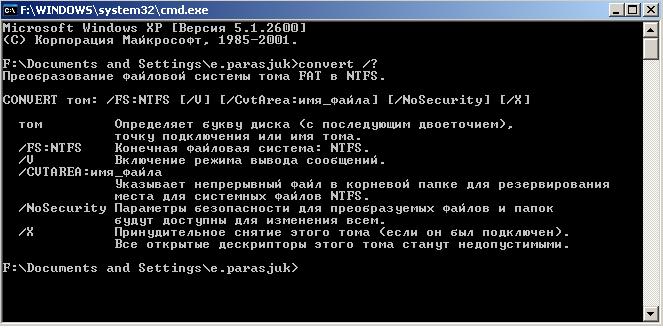 F:\WINDOWS\system32\cmd.exe
Microsoft Windows XP [Версия 5.1.2600]
(С) Корпорация Майкрософт, 1985-2001.
F:\Documents and Settings\e.parasjuk>convert /?
Преобразование файловой системы тома FAT в NTFS.
CONVERT том: /FS:NTFS [/V] [/CvtArea:имя_файла] [/NoSecurity] [/X]
том Определяет букву диска (с последующим двоеточием),
точку подключения или имя тома.
/FS:NTFS Конечная файловая система: NTFS.
/V Включение режима вывода сообщений.
/CVTAREA:имя_файла
Указывает непрерывный файл в корневой папке для резервирования
места для системных файлов NTFS.
/NoSecurity Параметры безопасности для преобразуемых файлов и папок
будут доступны для изменения всем.
/X Принудительное снятие этого тома (если он был подключен).
Все открытые дескрипторы этого тома станут недопустимыми.
F:\Documents and Settings\e.parasjuk>